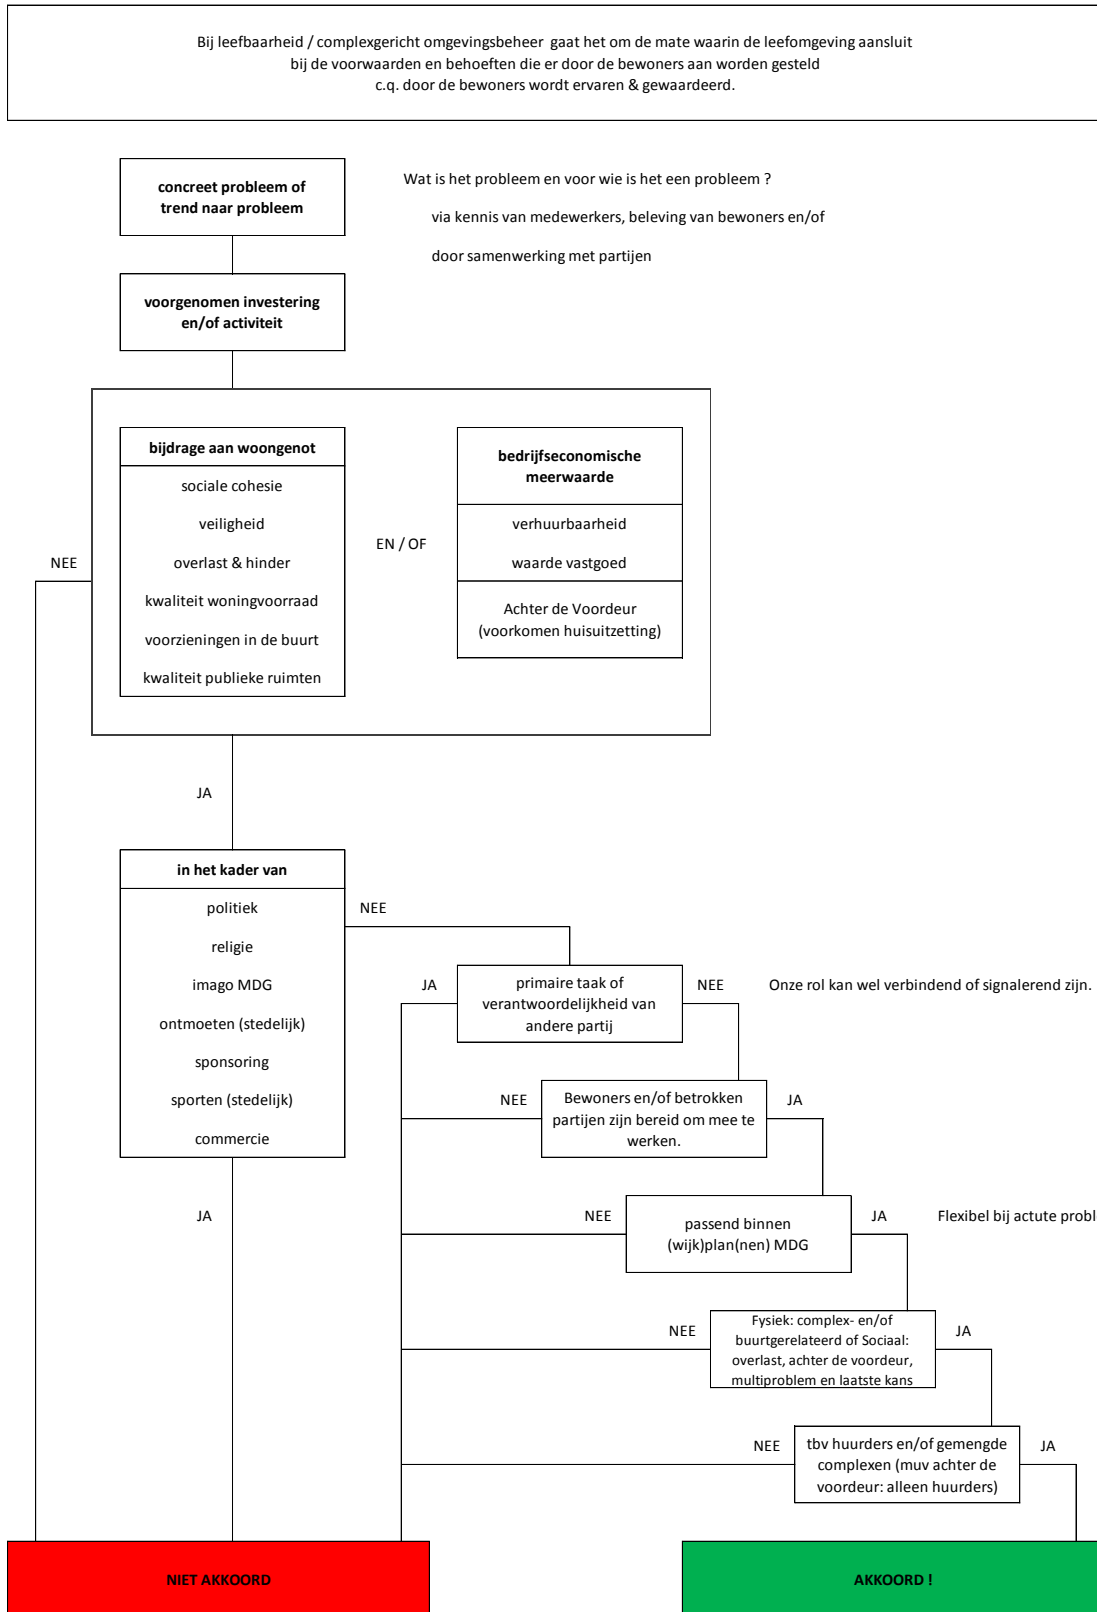 Bij leefbaarheid / complexgericht omgevingsbeheer gaat het om de mate waarin de leefomgeving aansluit
bij de voorwaarden en behoeften die er door de bewoners aan worden gesteld
c.q. door de bewoners wordt ervaren & gewaardeerd.
concreet probleem of
trend naar probleem
Wat is het probleem en voor wie is het een probleem ?
via kennis van medewerkers, beleving van bewoners en/of
door samenwerking met partijen
voorgenomen investering
en/of activiteit
bijdrage aan woongenot
sociale cohesie
veiligheid
overlast & hinder
kwaliteit woningvoorraad
voorzieningen in de buurt
kwaliteit publieke ruimten
EN / OF
bedrijfseconomische
meerwaarde
verhuurbaarheid
waarde vastgoed
Achter de Voordeur
(voorkomen huisuitzetting)
NEE
JA
in het kader van
politiek
religie
imago MDG
ontmoeten (stedelijk)
sponsoring
sporten (stedelijk)
commercie
NEE
JA
JA
primaire taak of
verantwoordelijkheid van
andere partij
NEE
Onze rol kan wel verbindend of signalerend zijn.
NEE
Bewoners en/of betrokken
partijen zijn bereid om mee te
werken.
JA
NEE
passend binnen
(wijk)plan(nen) MDG
JA
Flexibel bij actute proble
NEE
Fysiek: complex- en/of
buurtgerelateerd of Sociaal:
overlast, achter de voordeur,
multiproblem en laatste kans
JA
NEE
tbv huurders en/of gemengde
complexen (muv achter de
voordeur: alleen huurders)
JA
NIET AKKOORD
AKKOORD !